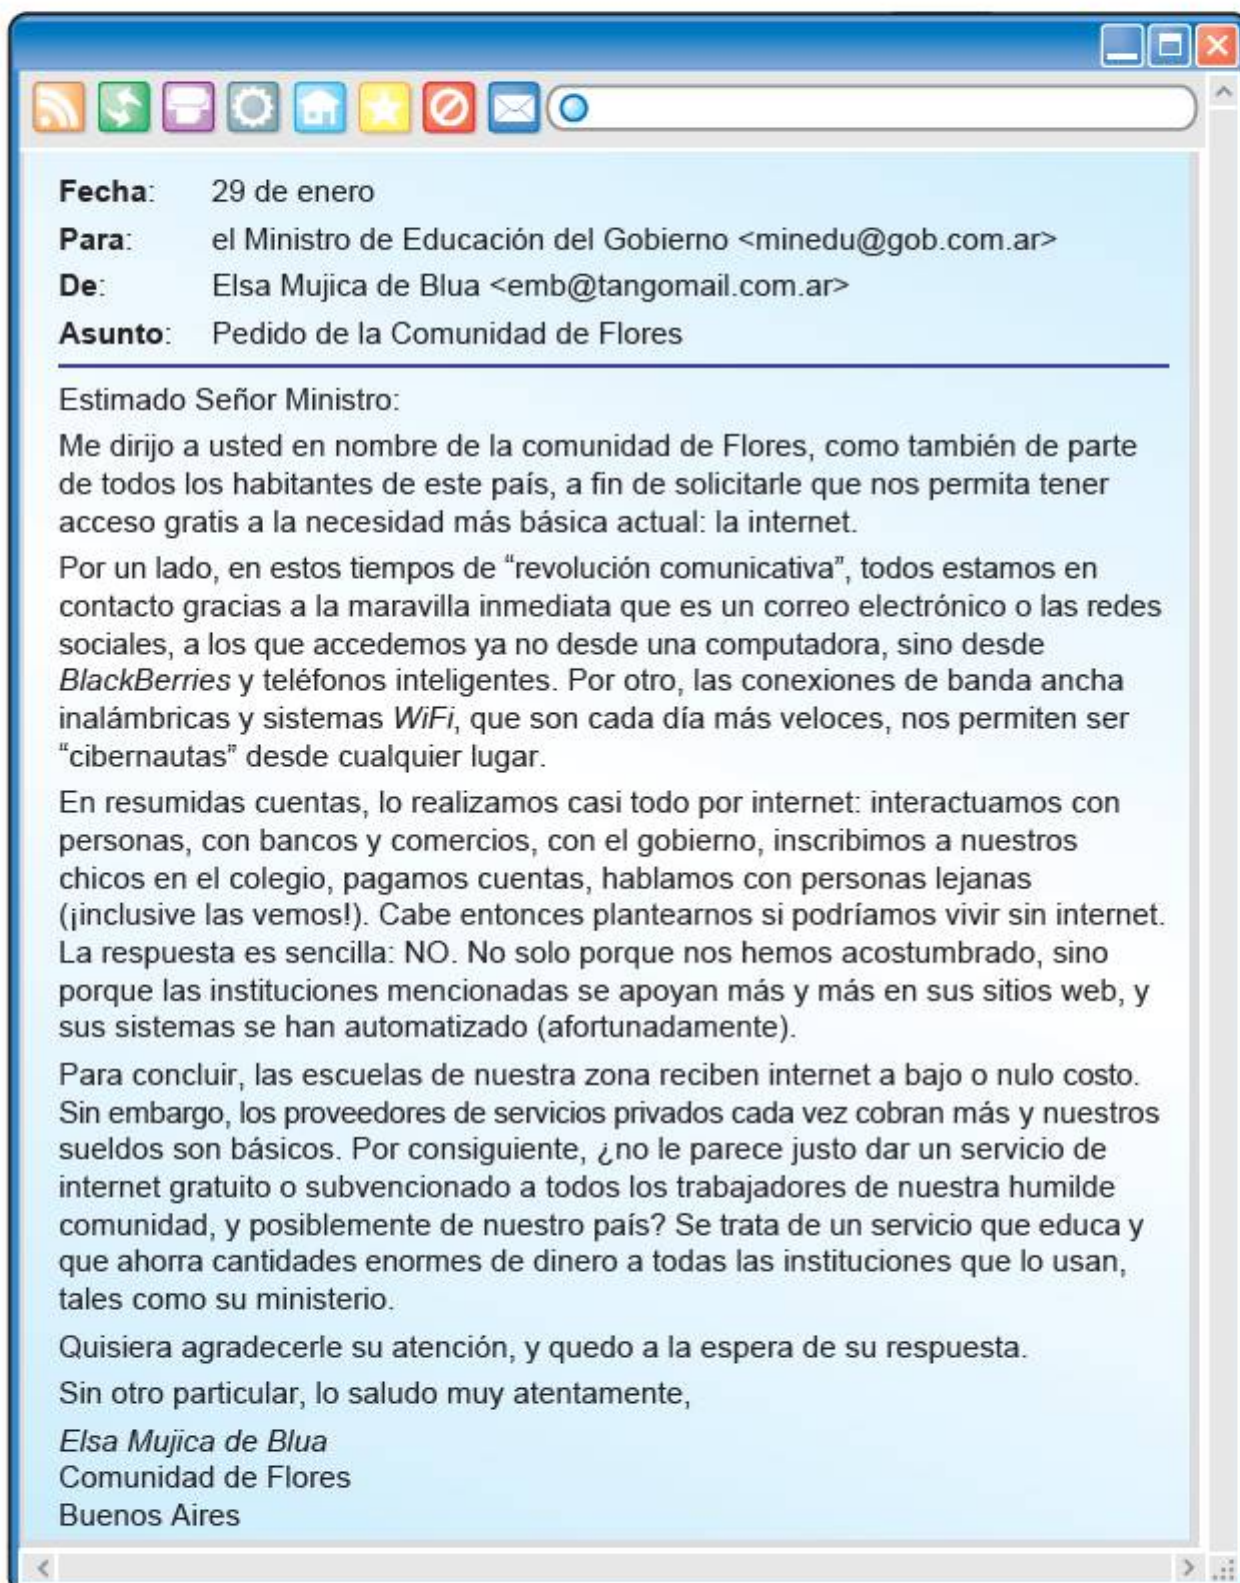 Fecha: 29 de enero
Para: el Ministro de Educación del Gobierno <minedu@gob.com.ar>
De: Elsa Mujica de Blua <emb@tangomail.com.ar>
Asunto: Pedido de la Comunidad de Flores
Estimado Señor Ministro:
Me dirijo a usted en nombre de la comunidad de Flores, como también de parte
de todos los habitantes de este país, a fin de solicitarle que nos permita tener
acceso gratis a la necesidad más básica actual: la internet.
Por un lado, en estos tiempos de “revolución comunicativa”, todos estamos en
contacto gracias a la maravilla inmediata que es un correo electrónico o las redes
sociales, a los que accedemos ya no desde una computadora, sino desde
BlackBerries y teléfonos inteligentes. Por otro, las conexiones de banda ancha
inalámbricas y sistemas WiFi, que son cada día más veloces, nos permiten ser
“cibernautas” desde cualquier lugar.
En resumidas cuentas, lo realizamos casi todo por internet: interactuamos con
personas, con bancos y comercios, con el gobierno, inscribimos a nuestros
chicos en el colegio, pagamos cuentas, hablamos con personas lejanas
(¡inclusive las vemos!). Cabe entonces plantearnos si podríamos vivir sin internet.
La respuesta es sencilla: NO. No solo porque nos hemos acostumbrado, sino
porque las instituciones mencionadas se apoyan más y más en sus sitios web, y
sus sistemas se han automatizado (afortunadamente).
Para concluir, las escuelas de nuestra zona reciben internet a bajo o nulo costo.
Sin embargo, los proveedores de servicios privados cada vez cobran más y nuestros
sueldos son básicos. Por consiguiente, ¿no le parece justo dar un servicio de
internet gratuito o subvencionado a todos los trabajadores de nuestra humilde
comunidad, y posiblemente de nuestro país? Se trata de un servicio que educa y
que ahorra cantidades enormes de dinero a todas las instituciones que lo usan,
tales como su ministerio.
Quisiera agradecerle su atención, y quedo a la espera de su respuesta.
Sin otro particular, lo saludo muy atentamente,
Elsa Mujica de Blua
Comunidad de Flores
Buenos Aires